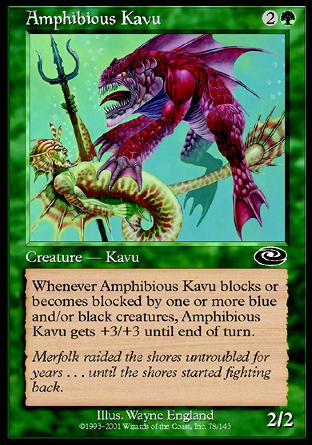 Amphibious Kavu 2
Creature — Kavu
Whenever Amphibious Kavu blocks or
becomes blocked by one or more blue
and/or black creatures, Amphibious
Kavu gets +3/+3 until end of turn.
Merfolk raided the shores untroubled for
years . . . until the shores started fighting
back.
Illus. Wayne England
©1993–2001 Wizards of the Coast, Inc. 78/143
2/2